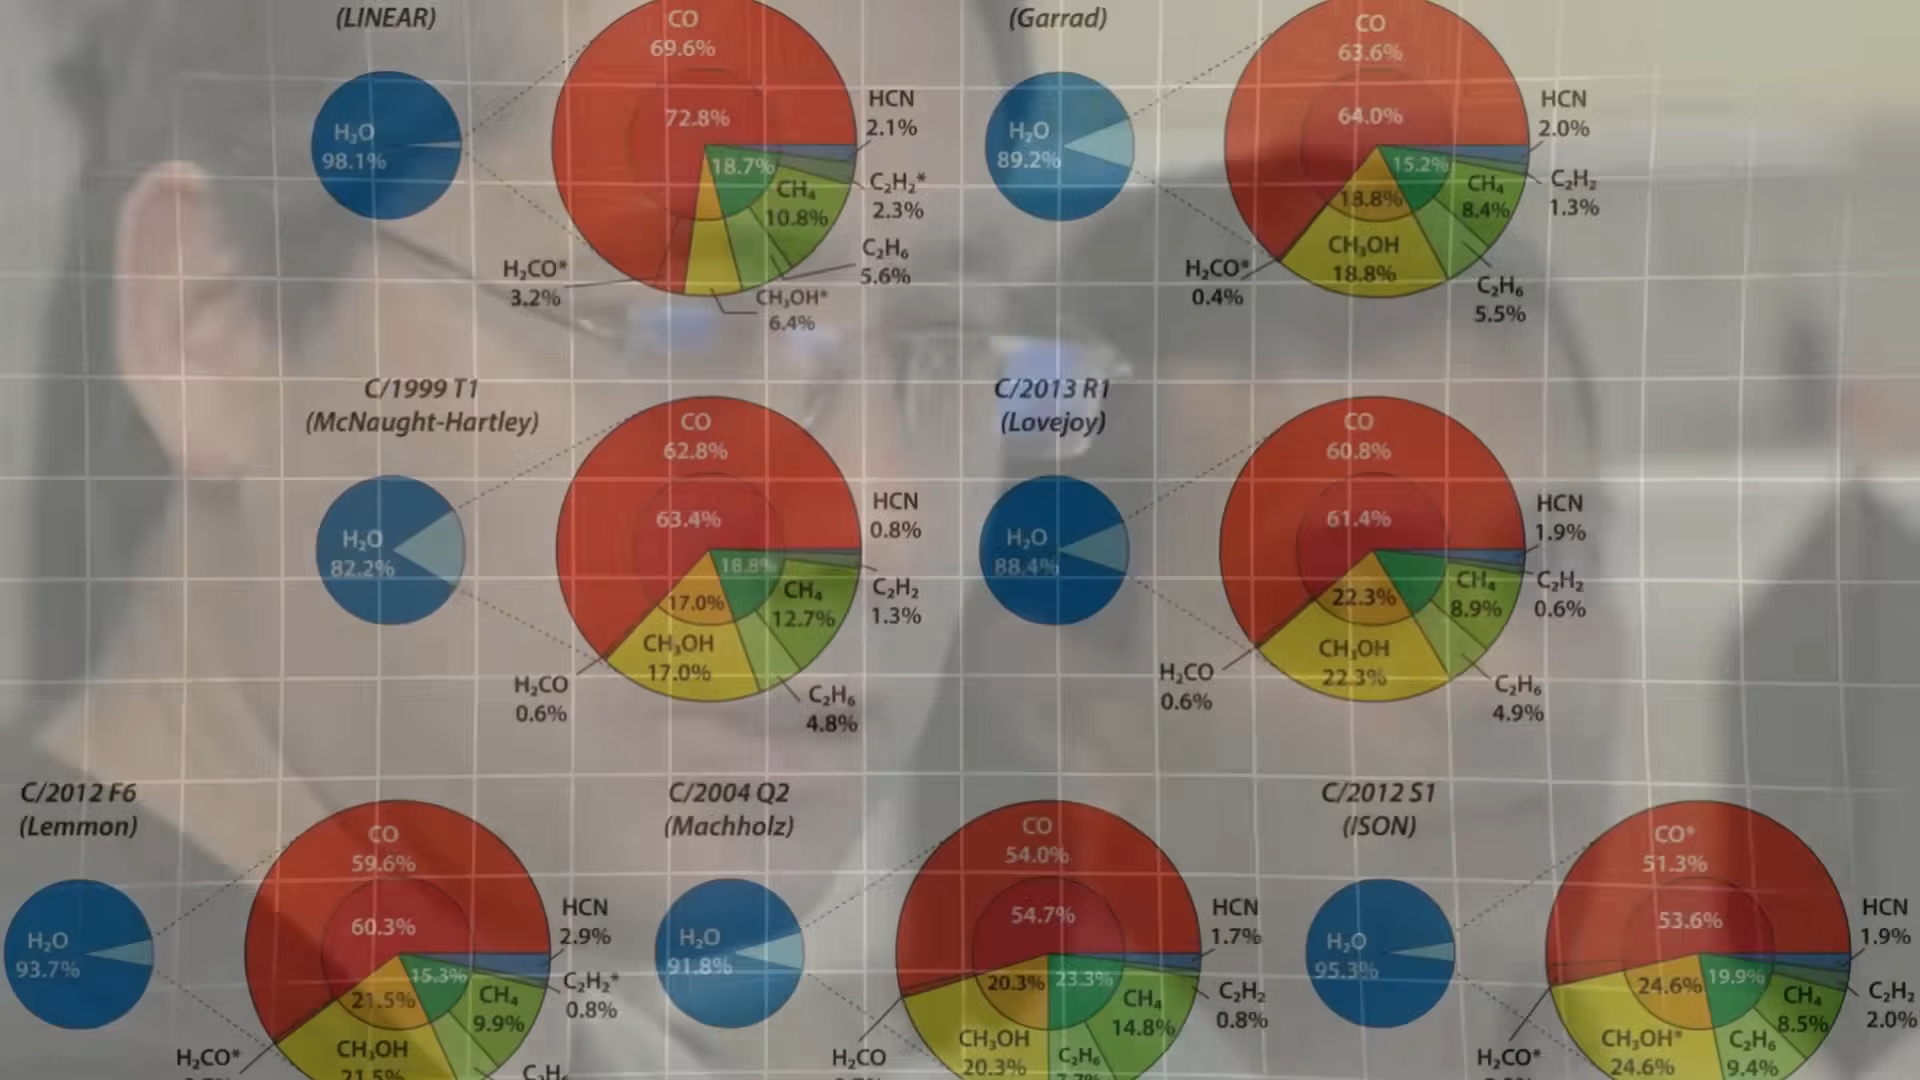 (LINEAR)
H₂O
98.1%
CO
69.6%
72.8%
18.7%
HCN
2.1%
C₂H₂*
2.3%
CH₄
10.8%
C₂H₆
5.6%
CH₃OH*
6.4%
H₂CO*
3.2%
(Garrad)
H₂O
89.2%
CO
63.6%
64.0%
15.2%
18.8%
HCN
2.0%
C₂H₂
1.3%
CH₄
8.4%
C₂H₆
5.5%
CH₃OH
18.8%
H₂CO*
0.4%
C/1999 T1
(McNaught-Hartley)
H₂O
82.2%
CO
62.8%
63.4%
18.8%
17.0%
HCN
0.8%
C₂H₂
1.3%
CH₄
12.7%
C₂H₆
4.8%
CH₃OH
17.0%
H₂CO
0.6%
C/2013 R1
(Lovejoy)
H₂O
88.4%
CO
60.8%
61.4%
22.3%
HCN
1.9%
C₂H₂
0.6%
CH₄
8.9%
C₂H₆
4.9%
CH₃OH
22.3%
H₂CO
0.6%
C/2012 F6
(Lemmon)
H₂O
93.7%
CO
59.6%
60.3%
15.3%
21.5%
HCN
2.9%
C₂H₂*
0.8%
CH₄
9.9%
CH₃OH
21.5%
H₂CO*
C₂H₆
C/2004 Q2
(Machholz)
H₂O
91.8%
CO
54.0%
54.7%
23.3%
20.3%
HCN
1.7%
C₂H₂
0.8%
CH₄
14.8%
C₂H₆
CH₃OH
20.3%
H₂CO
C/2012 S1
(ISON)
H₂O
95.3%
CO*
51.3%
53.6%
19.9%
24.6%
HCN
1.9%
C₂H₂
2.0%
CH₄
8.5%
C₂H₆
9.4%
CH₃OH*
24.6%
H₂CO*